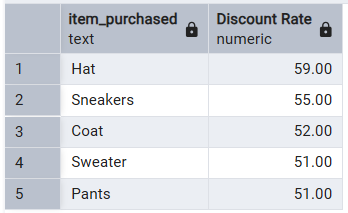 item_purchased Discount Rate
text numeric
1 Hat 59.00
2 Sneakers 55.00
3 Coat 52.00
4 Sweater 51.00
5 Pants 51.00